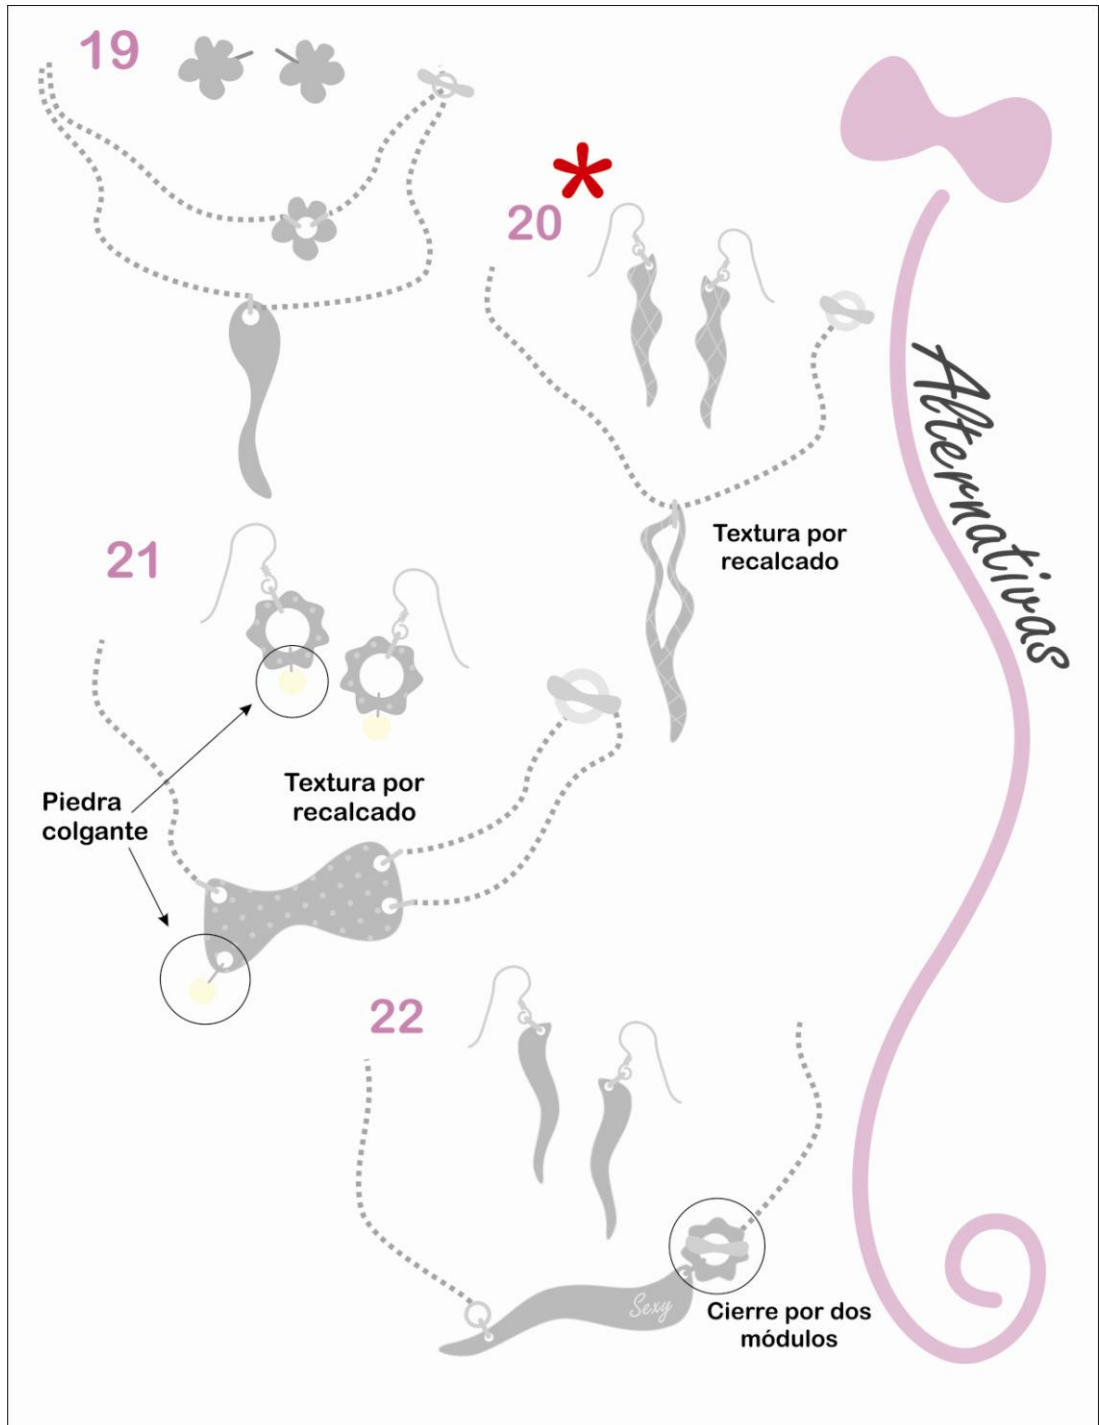 19
20
*
Textura por
recalcado
Alternativas
21
Textura por
recalcado
Piedra
colgante
22
Sexy
Cierre por dos
módulos